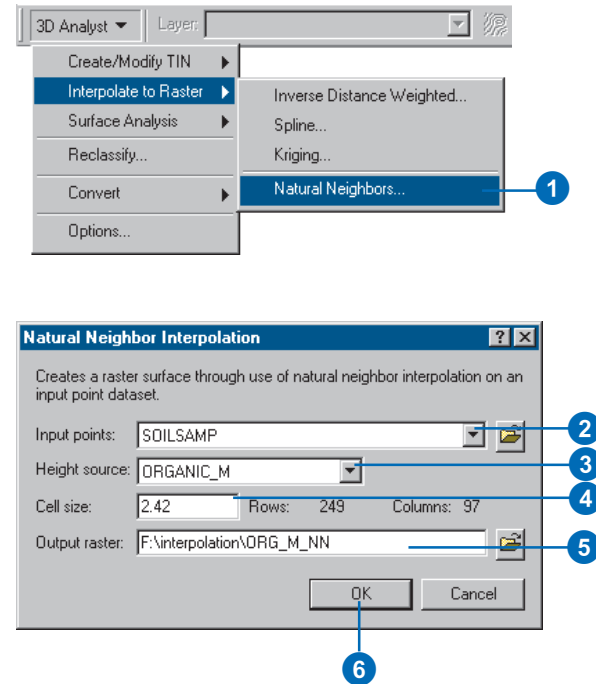 3D Analyst Layer:
Create/Modify TIN
Interpolate to Raster
Surface Analysis
Reclassify...
Convert
Options...
Inverse Distance Weighted...
Spline...
Kriging...
Natural Neighbors...
1
Natural Neighbor Interpolation
Creates a raster surface through use of natural neighbor interpolation on an
input point dataset.
Input points: SOILSAMP
2
Height source: ORGANIC_M
3
Cell size: 2.42 Rows: 249 Columns: 97
4
Output raster: F:\interpolation\ORG_M_NN
5
OK Cancel
6